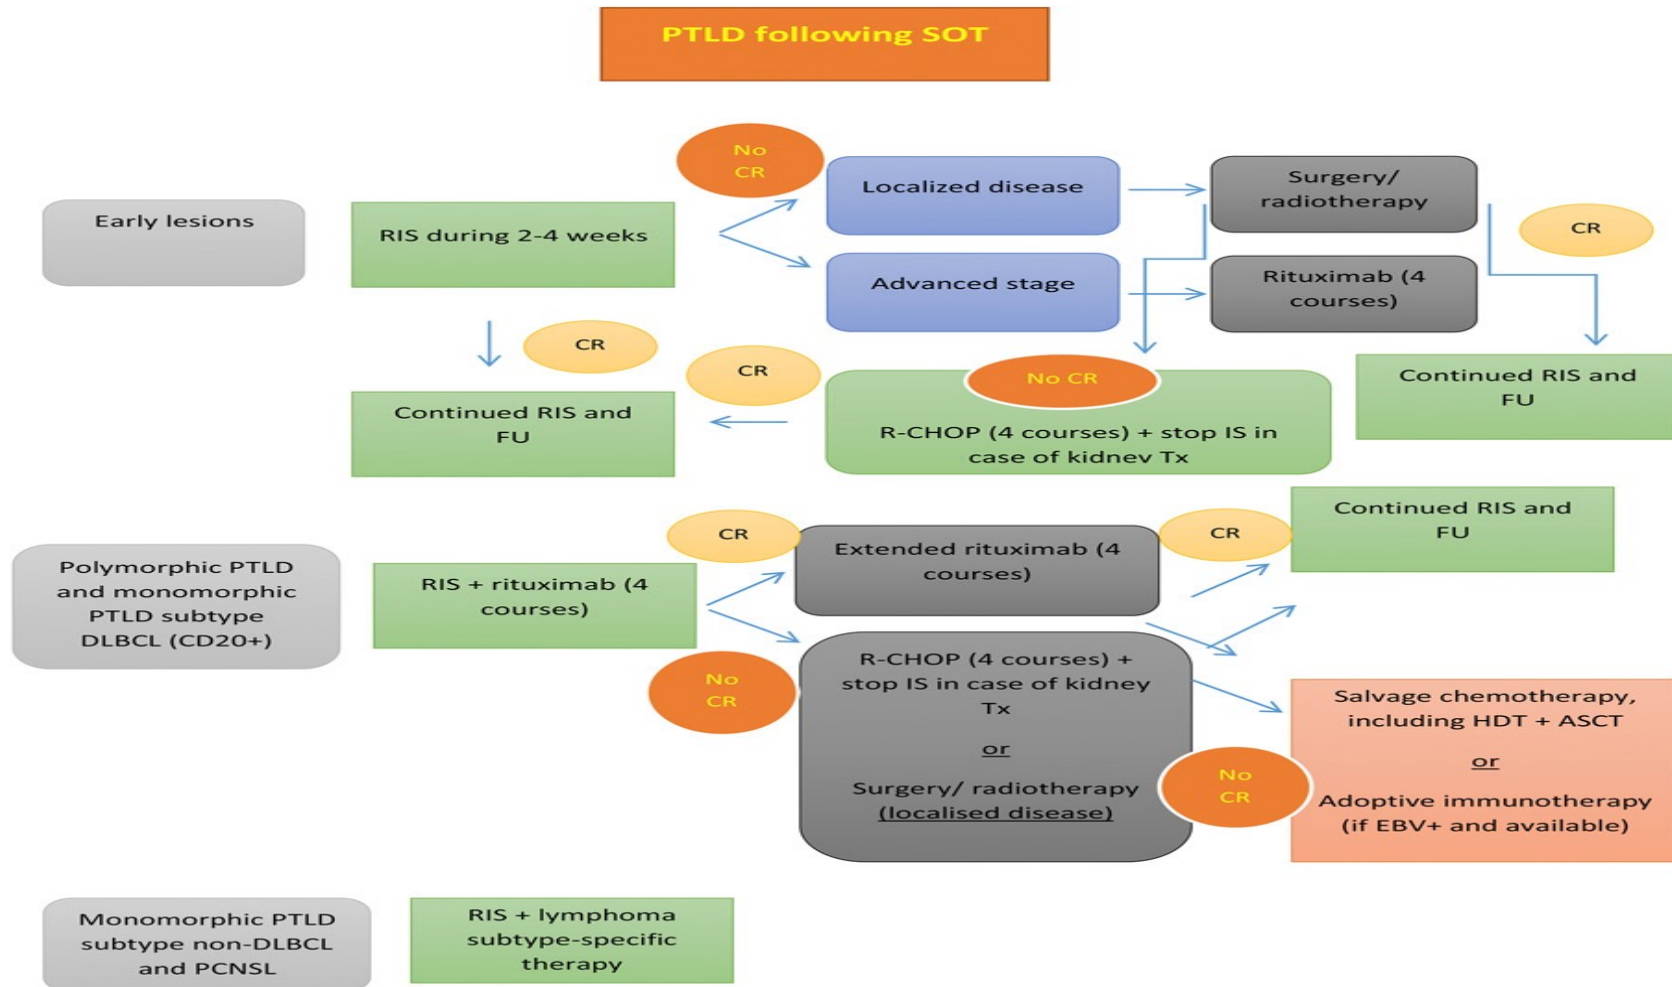 PTLD following SOT
No
CR
Localized disease
Surgery/
radiotherapy
Early lesions
RIS during 2-4 weeks
CR
Advanced stage
Rituximab (4
courses)
CR
CR
No CR
Continued RIS and
FU
Continued RIS and
FU
R-CHOP (4 courses) + stop IS in
case of kidney Tx
Polymorphic PTLD
and monomorphic
PTLD subtype
DLBCL (CD20+)
RIS + rituximab (4
courses)
CR
Extended rituximab (4
courses)
CR
Continued RIS and
FU
No
CR
R-CHOP (4 courses) +
stop IS in case of kidney
Tx
or
Surgery/ radiotherapy
(localised disease)
No
CR
Salvage chemotherapy,
including HDT + ASCT
or
Adoptive immunotherapy
(if EBV+ and available)
Monomorphic PTLD
subtype non-DLBCL
and PCNSL
RIS + lymphoma
subtype-specific
therapy